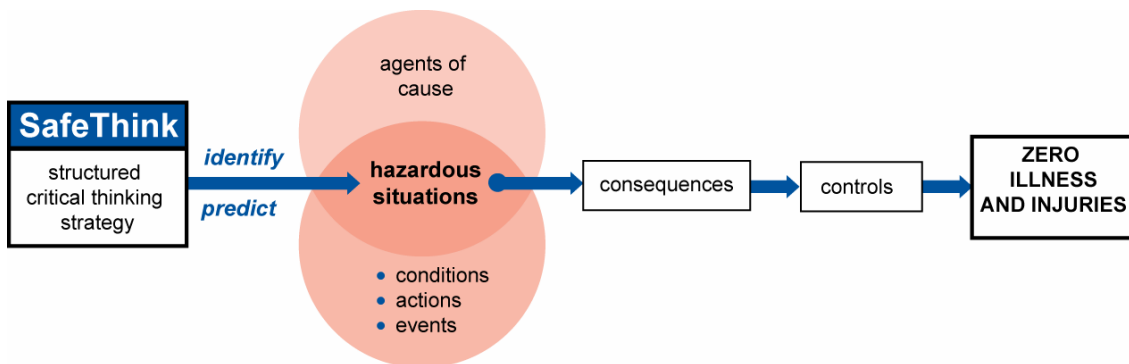 SafeThink
structured
critical thinking
strategy
identify
predict
agents of
cause
hazardous
situations
• conditions
• actions
• events
consequences
controls
ZERO
ILLNESS
AND INJURIES